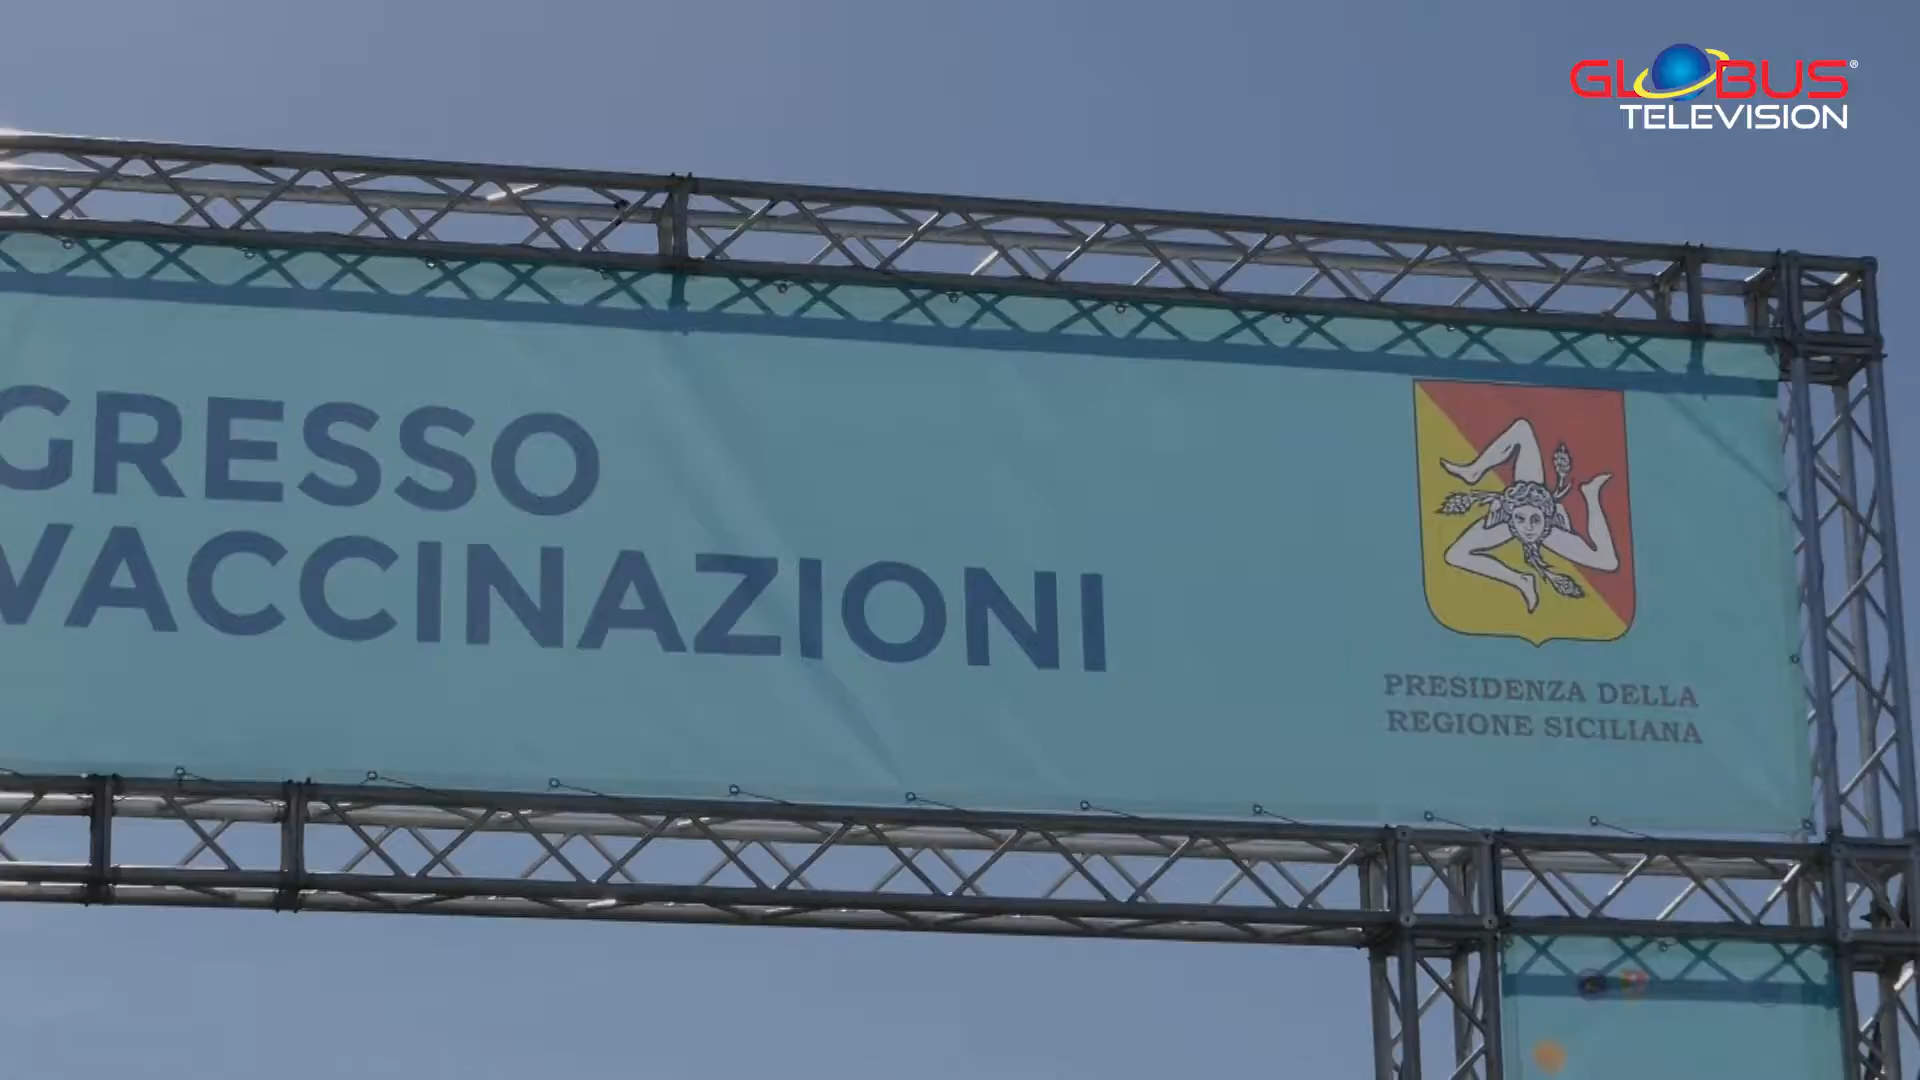 GLOBUS®
TELEVISION
GRESSO
VACCINAZIONI
PRESIDENZA DELLA
REGIONE SICILIANA